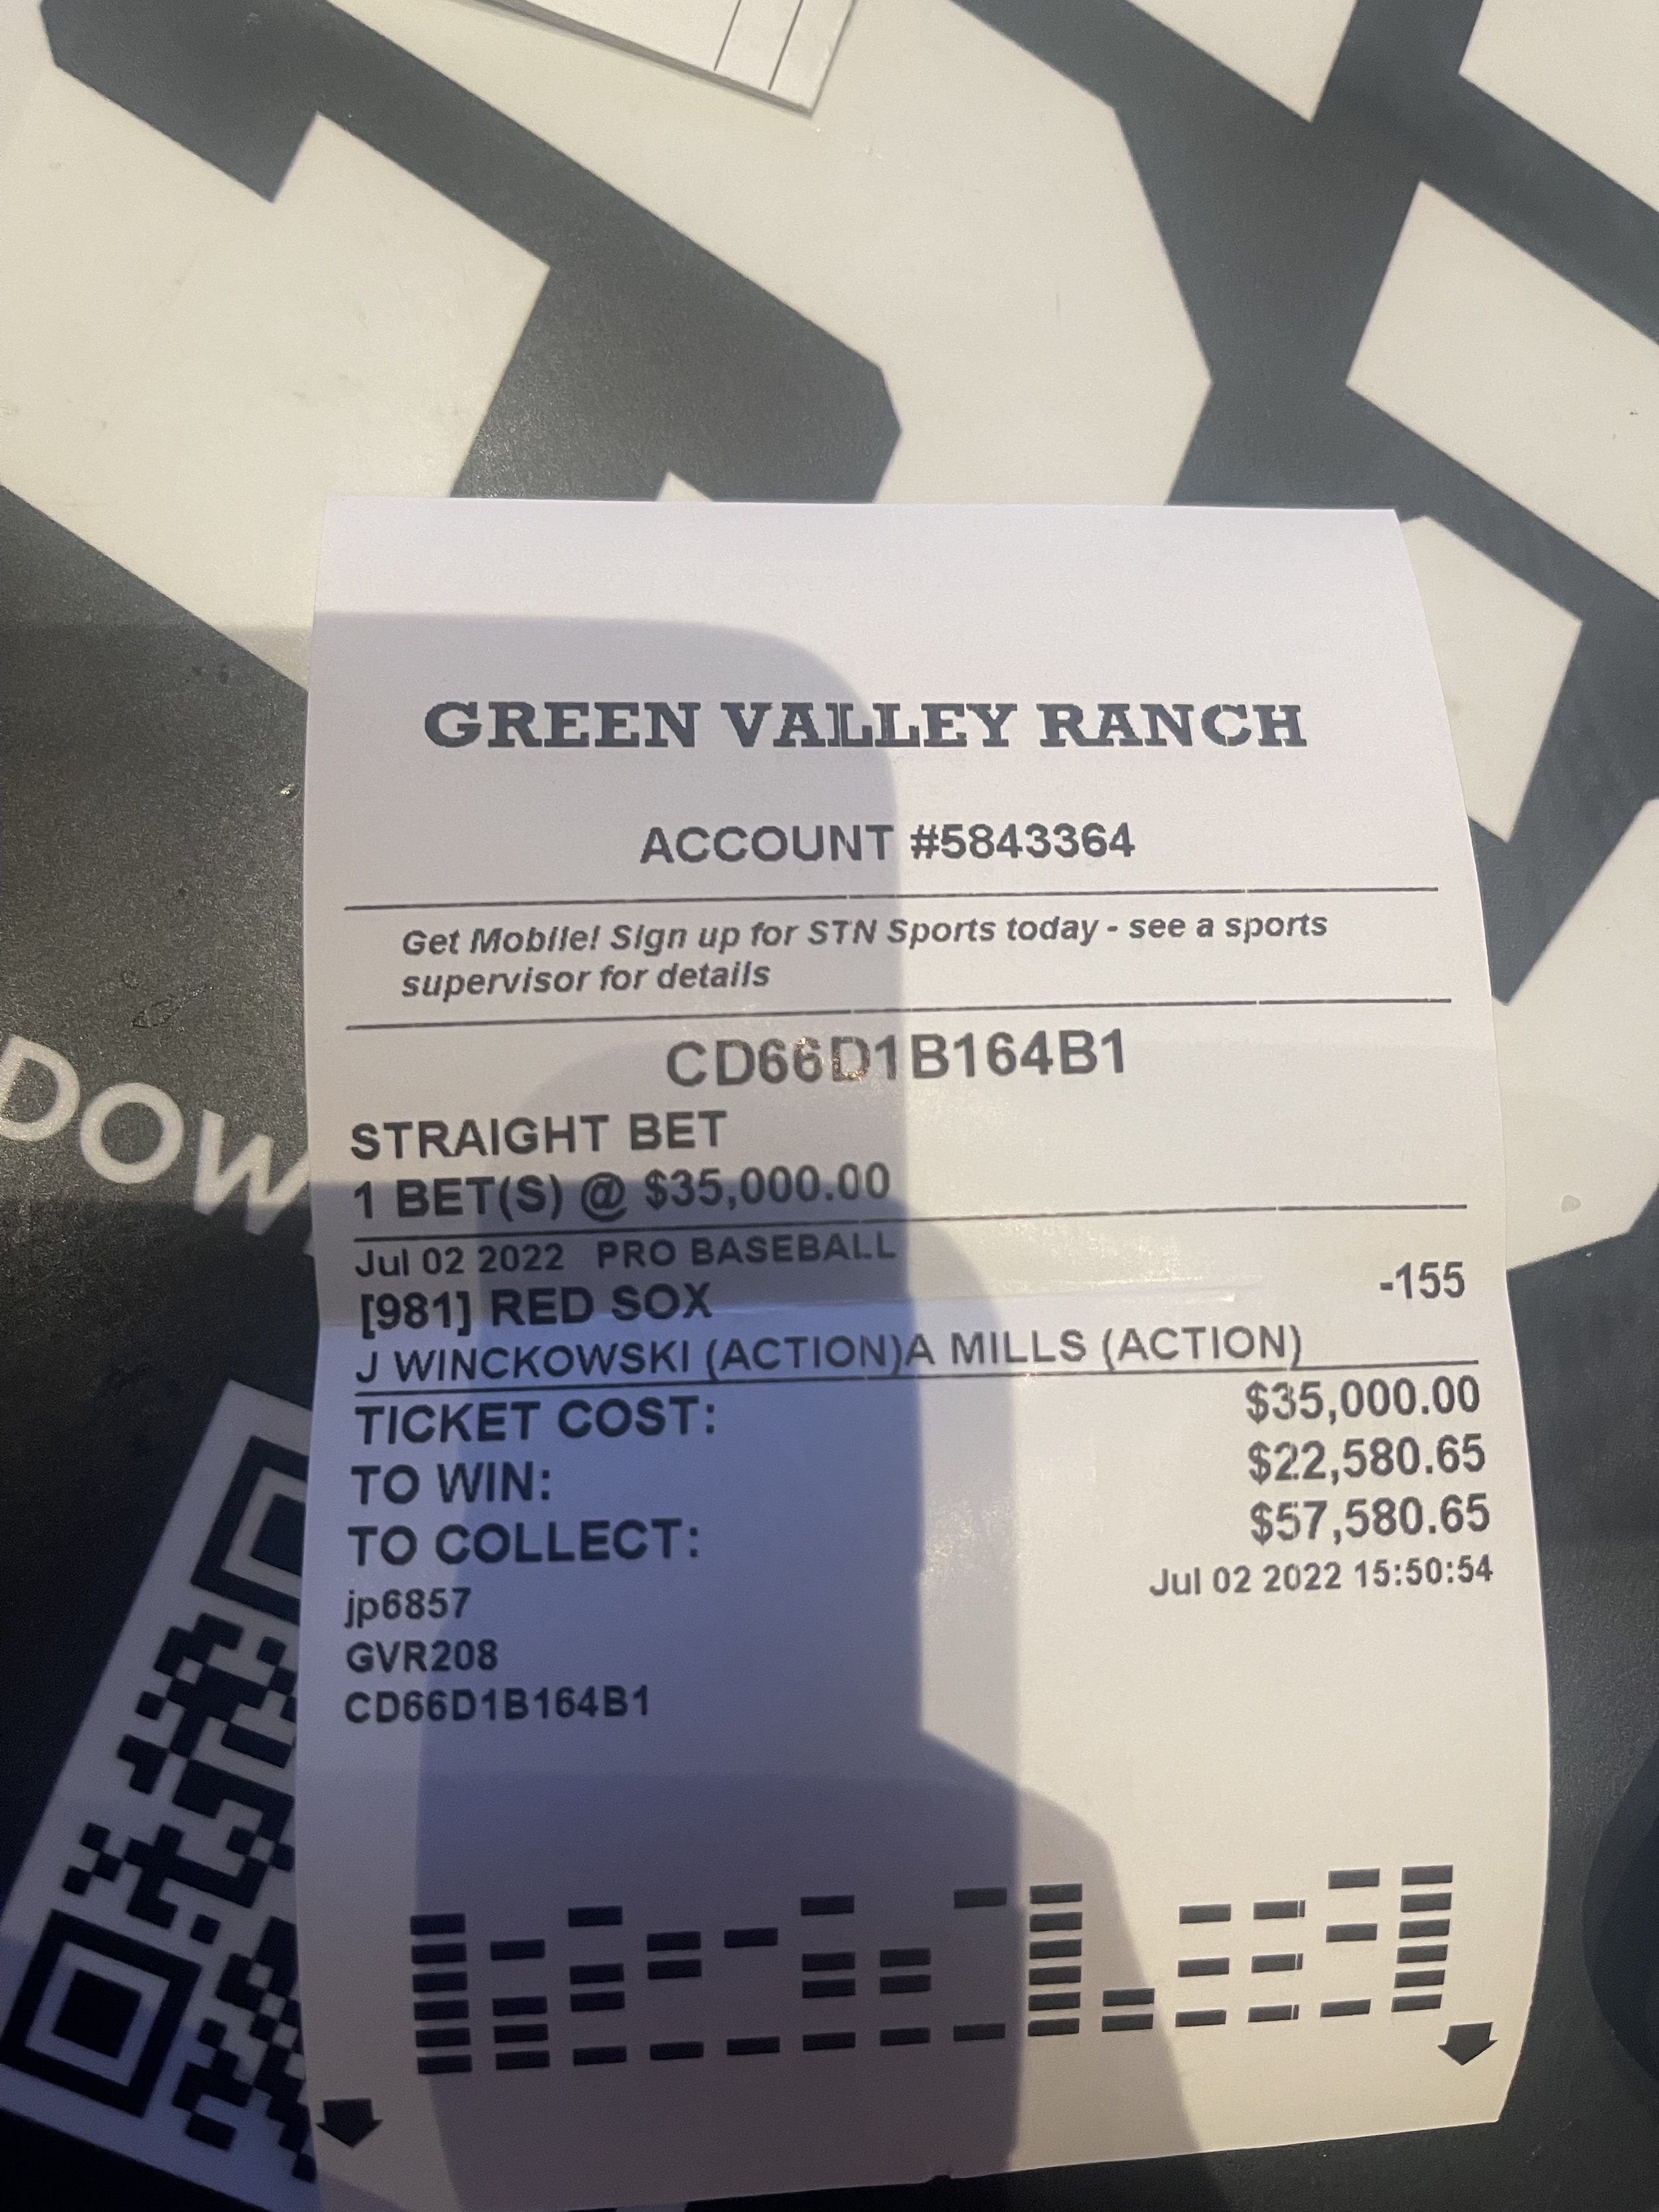 GREEN VALLEY RANCH
ACCOUNT #5843364
Get Mobile! Sign up for STN Sports today - see a sports
supervisor for details
CD66D1B164B1
STRAIGHT BET
1 BET(S) @ $35,000.00
Jul 02 2022 PRO BASEBALL
[981] RED SOX -155
J WINCKOWSKI (ACTION)A MILLS (ACTION)
TICKET COST: $35,000.00
TO WIN: $22,580.65
TO COLLECT: $57,580.65
jp6857 Jul 02 2022 15:50:54
GVR208
CD66D1B164B1
DOW